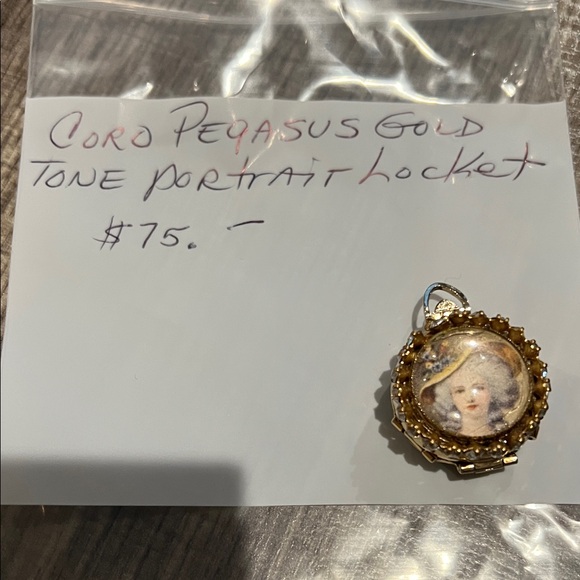 CORO PEGASUS GOLD
TONE PORTRAIT Locket
$75.-